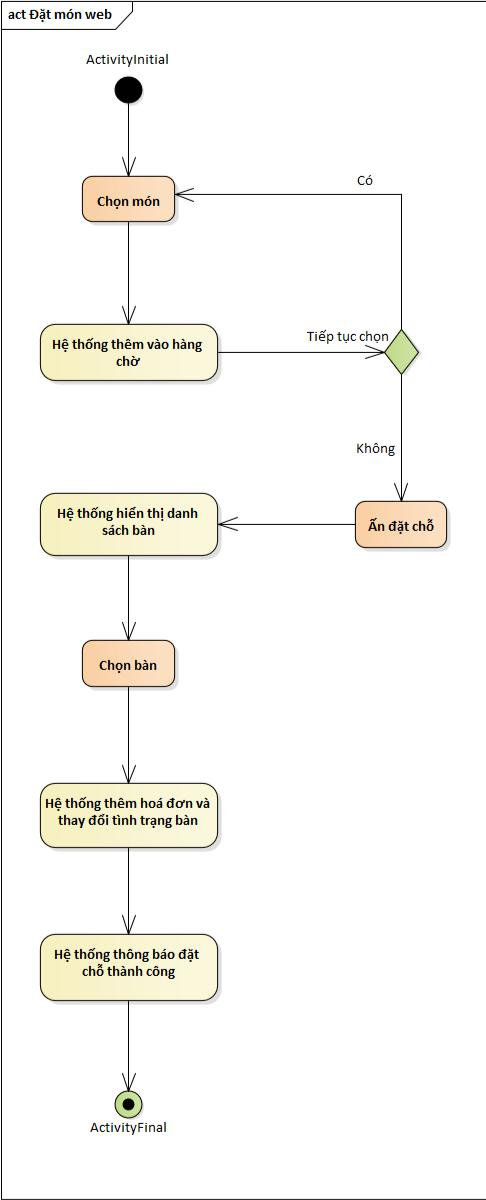 act Đặt món web
ActivityInitial
Có
Chọn món
Tiếp tục chọn
Hệ thống thêm vào hàng
chờ
Không
Hệ thống hiển thị danh
sách bàn
Ấn đặt chỗ
Chọn bàn
Hệ thống thêm hoá đơn và
thay đổi tình trạng bàn
Hệ thống thông báo đặt
chỗ thành công
ActivityFinal